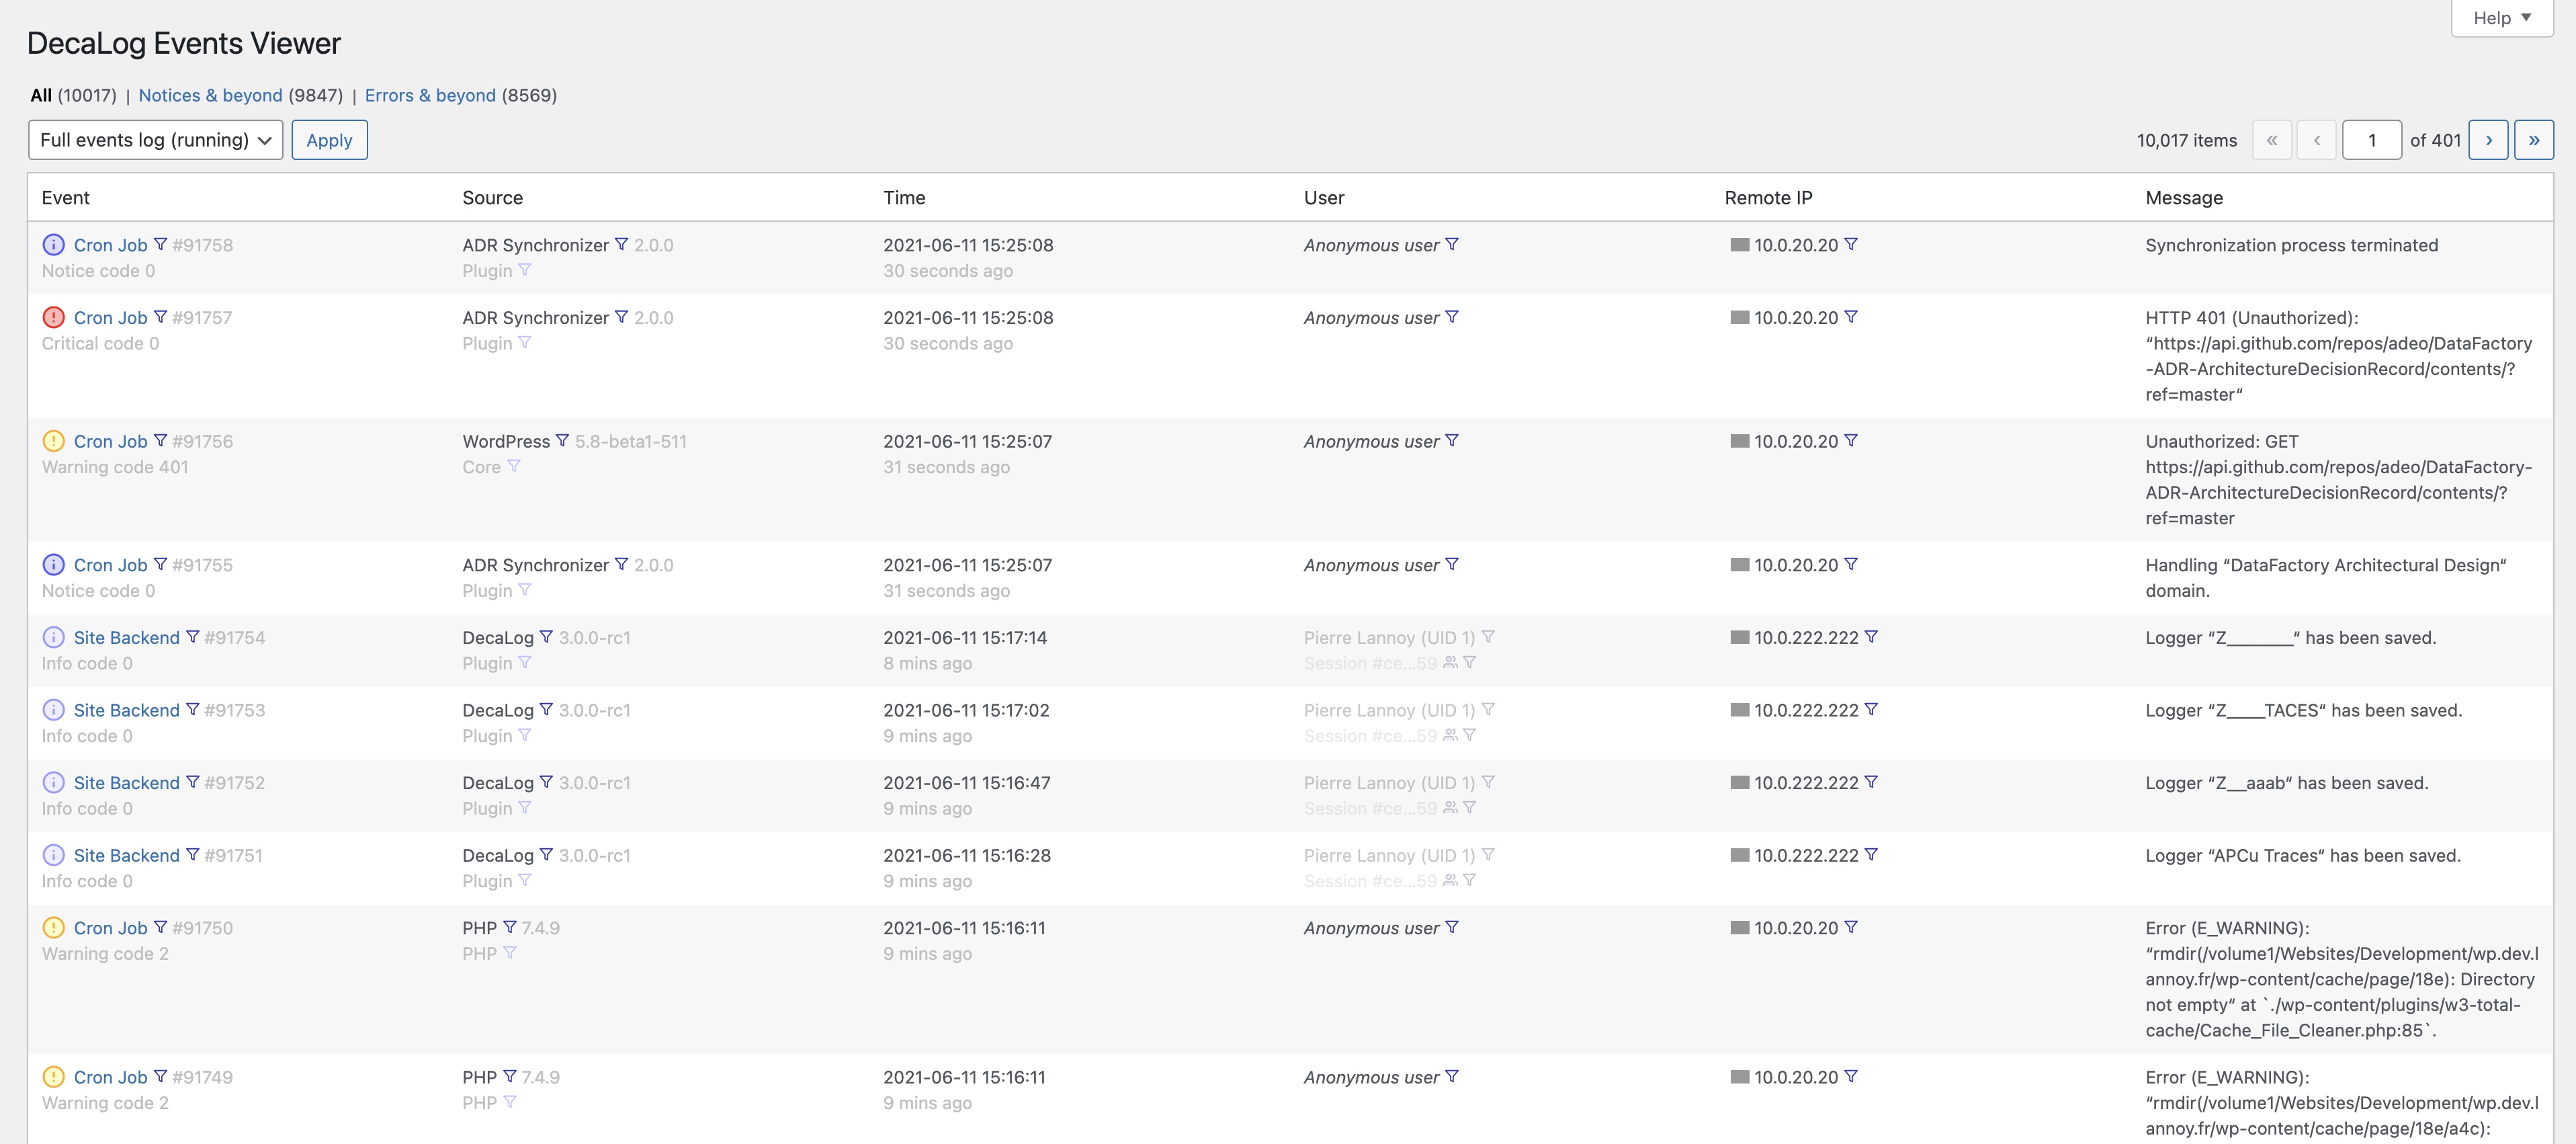 Help
DecaLog Events Viewer
All (10017) | Notices & beyond (9847) | Errors & beyond (8569)
Full events log (running) Apply 10,017 items « ‹ 1 of 401 › »
Event Source Time User Remote IP Message
Cron Job #91758 ADR Synchronizer 2.0.0 2021-06-11 15:25:08 Anonymous user 10.0.20.20 Synchronization process terminated
Notice code 0 Plugin 30 seconds ago
Cron Job #91757 ADR Synchronizer 2.0.0 2021-06-11 15:25:08 Anonymous user 10.0.20.20 HTTP 401 (Unauthorized):
Critical code 0 Plugin 30 seconds ago “https://api.github.com/repos/adeo/DataFactory
-ADR-ArchitectureDecisionRecord/contents/?
ref=master“
Cron Job #91756 WordPress 5.8-beta1-511 2021-06-11 15:25:07 Anonymous user 10.0.20.20 Unauthorized: GET
Warning code 401 Core 31 seconds ago https://api.github.com/repos/adeo/DataFactory-
ADR-ArchitectureDecisionRecord/contents/?
ref=master
Cron Job #91755 ADR Synchronizer 2.0.0 2021-06-11 15:25:07 Anonymous user 10.0.20.20 Handling “DataFactory Architectural Design“
Notice code 0 Plugin 31 seconds ago domain.
Site Backend #91754 DecaLog 3.0.0-rc1 2021-06-11 15:17:14 Pierre Lannoy (UID 1) 10.0.222.222 Logger “Z_______“ has been saved.
Info code 0 Plugin 8 mins ago Session #ce...59
Site Backend #91753 DecaLog 3.0.0-rc1 2021-06-11 15:17:02 Pierre Lannoy (UID 1) 10.0.222.222 Logger “Z____TACES“ has been saved.
Info code 0 Plugin 9 mins ago Session #ce...59
Site Backend #91752 DecaLog 3.0.0-rc1 2021-06-11 15:16:47 Pierre Lannoy (UID 1) 10.0.222.222 Logger “Z__aaab“ has been saved.
Info code 0 Plugin 9 mins ago Session #ce...59
Site Backend #91751 DecaLog 3.0.0-rc1 2021-06-11 15:16:28 Pierre Lannoy (UID 1) 10.0.222.222 Logger “APCu Traces“ has been saved.
Info code 0 Plugin 9 mins ago Session #ce...59
Cron Job #91750 PHP 7.4.9 2021-06-11 15:16:11 Anonymous user 10.0.20.20 Error (E_WARNING):
Warning code 2 PHP 9 mins ago “rmdir(/volume1/Websites/Development/wp.dev.l
annoy.fr/wp-content/cache/page/18e): Directory
not empty“ at `./wp-content/plugins/w3-total-
cache/Cache_File_Cleaner.php:85`.
Cron Job #91749 PHP 7.4.9 2021-06-11 15:16:11 Anonymous user 10.0.20.20 Error (E_WARNING):
Warning code 2 PHP 9 mins ago “rmdir(/volume1/Websites/Development/wp.dev.l
annoy.fr/wp-content/cache/page/18e/a4c):